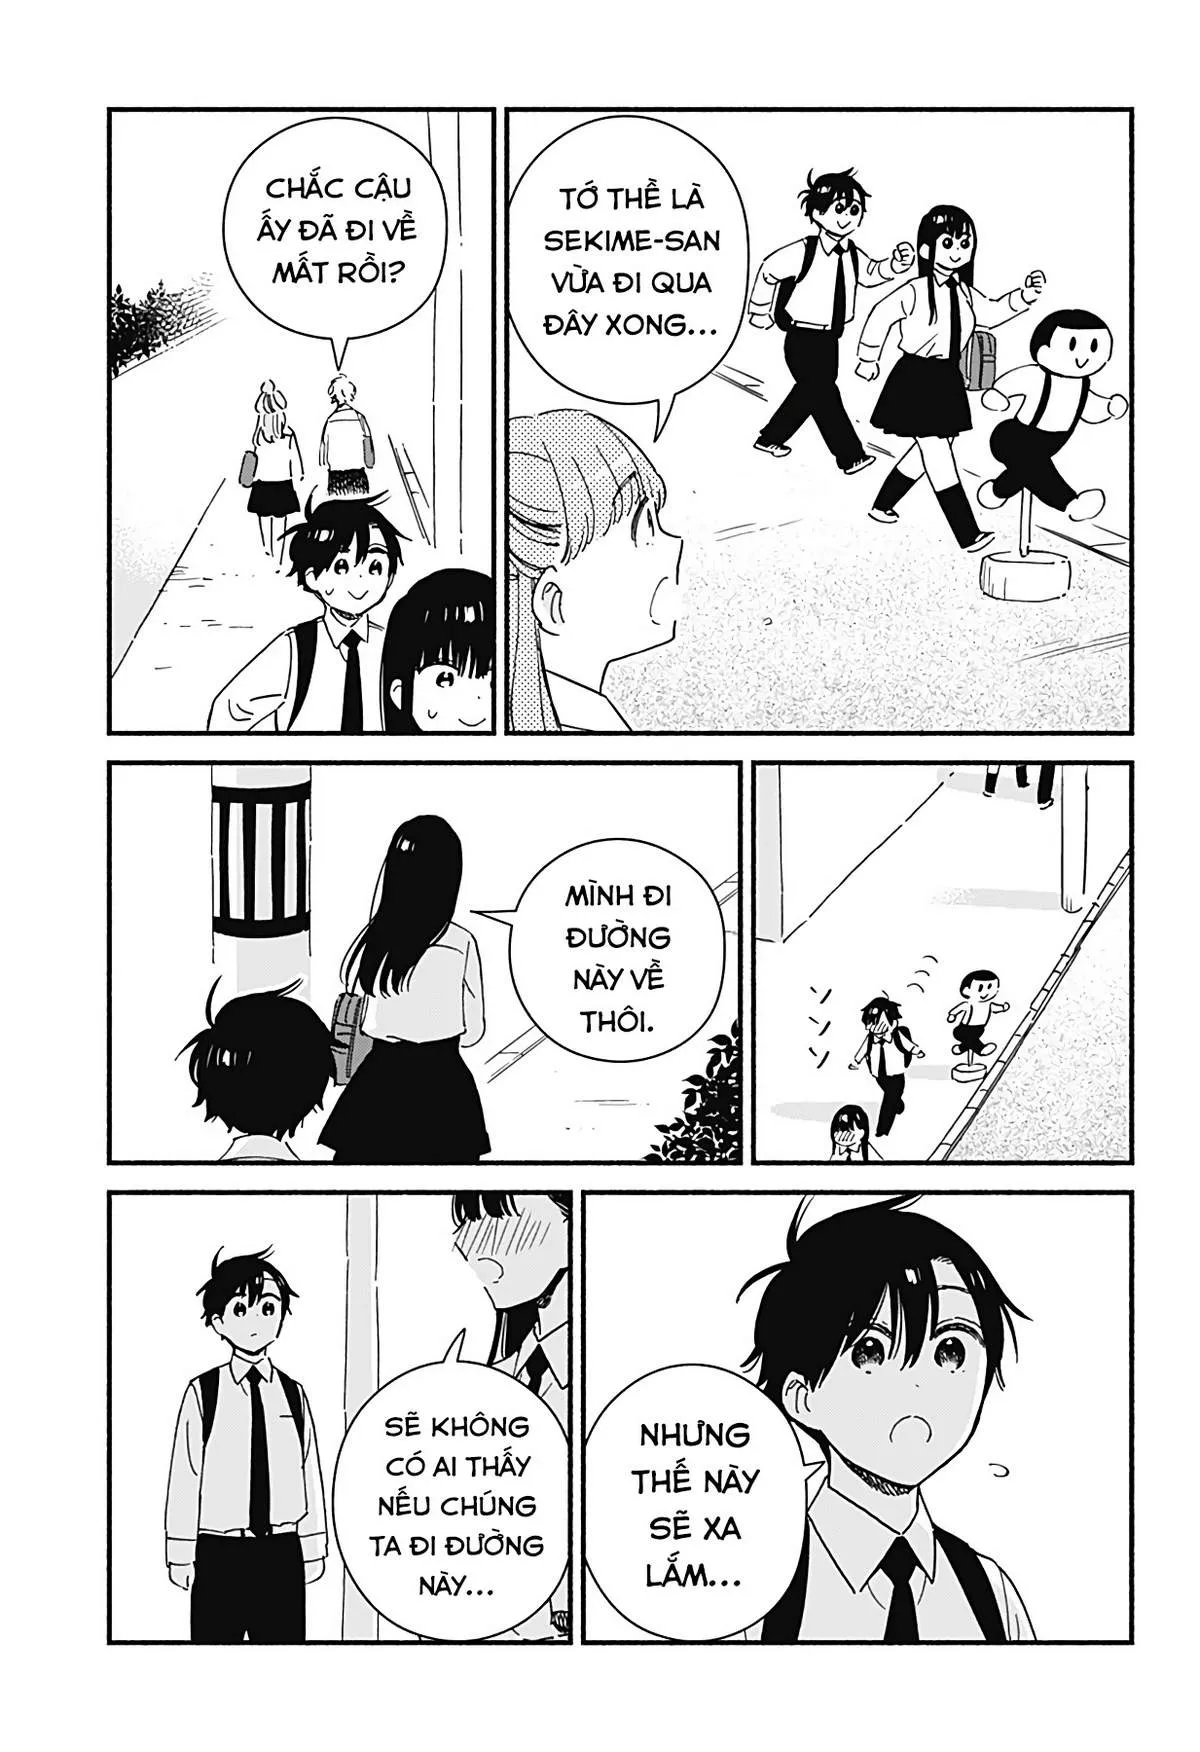 TỚ THỀ LÀ
SEKIME-SAN
VỪA ĐI QUA
ĐÂY XONG...
CHẮC CẬU
ẤY ĐÃ ĐI VỀ
MẤT RỒI?
MÌNH ĐI
ĐƯỜNG
NÀY VỀ
THÔI.
NHƯNG
THẾ NÀY
SẼ XA
LẮM...
SẼ KHÔNG
CÓ AI THẤY
NẾU CHÚNG
TA ĐI ĐƯỜNG
NÀY...